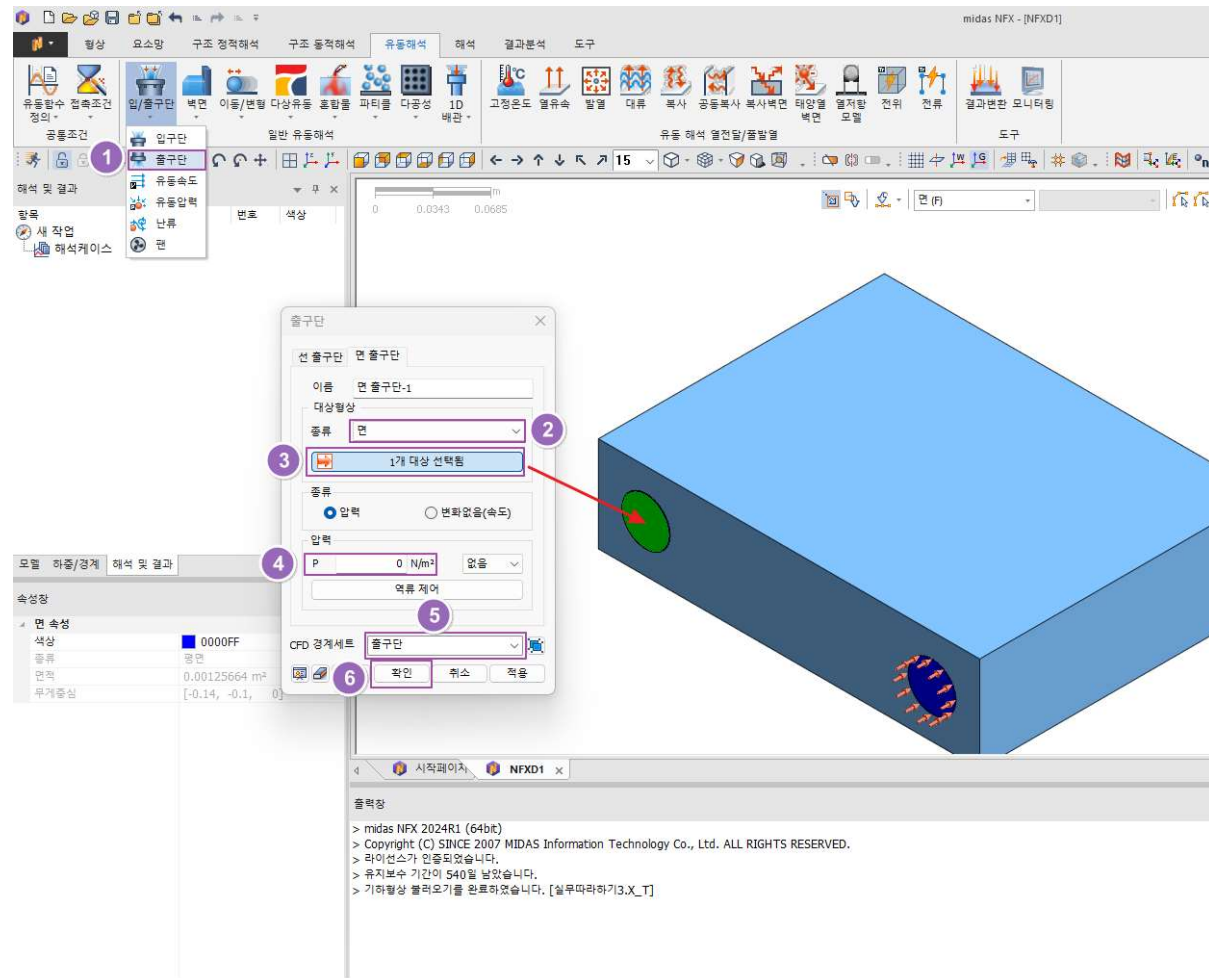 midas NFX - [NFXD1]
형상 요소망 구조 정적해석 구조 동적해석 유동해석 해석 결과분석 도구
유동함수 접촉조건 입/출구단 벽면 이동/변형 다상유동 혼합물 파티클 다공성 1D 고정온도 열유속 발열 대류 복사 공동복사 복사벽면 태양열 열저항 전위 전류 결과변환 모니터링
정의 배관 벽면 모델
공통조건 일반 유동해석 유동 해석 열전달/줄발열 도구
입구단
1 출구단
유동속도
유동압력
난류
팬
15
해석 및 결과
항목 번호 색상
새 작업
해석케이스
m
0 0.0343 0.0685
면 (F)
출구단
선 출구단 면 출구단
이름 면 출구단-1
대상형상
종류 면 2
3 1개 대상 선택됨
종류
압력 변화없음(속도)
압력
4 P 0 N/m² 없음
역류 제어
5
CFD 경계세트 출구단
6 확인 취소 적용
모델 하중/경계 해석 및 결과
속성창
면 속성
색상 0000FF
종류 평면
면적 0.00125664 m²
무게중심 [-0.14, -0.1, 0]
시작페이지 NFXD1
출력창
> midas NFX 2024R1 (64bit)
> Copyright (C) SINCE 2007 MIDAS Information Technology Co., Ltd. ALL RIGHTS RESERVED.
> 라이선스가 인증되었습니다.
> 유지보수 기간이 540일 남았습니다.
> 기하형상 불러오기를 완료하였습니다. [실무따라하기3.X_T]